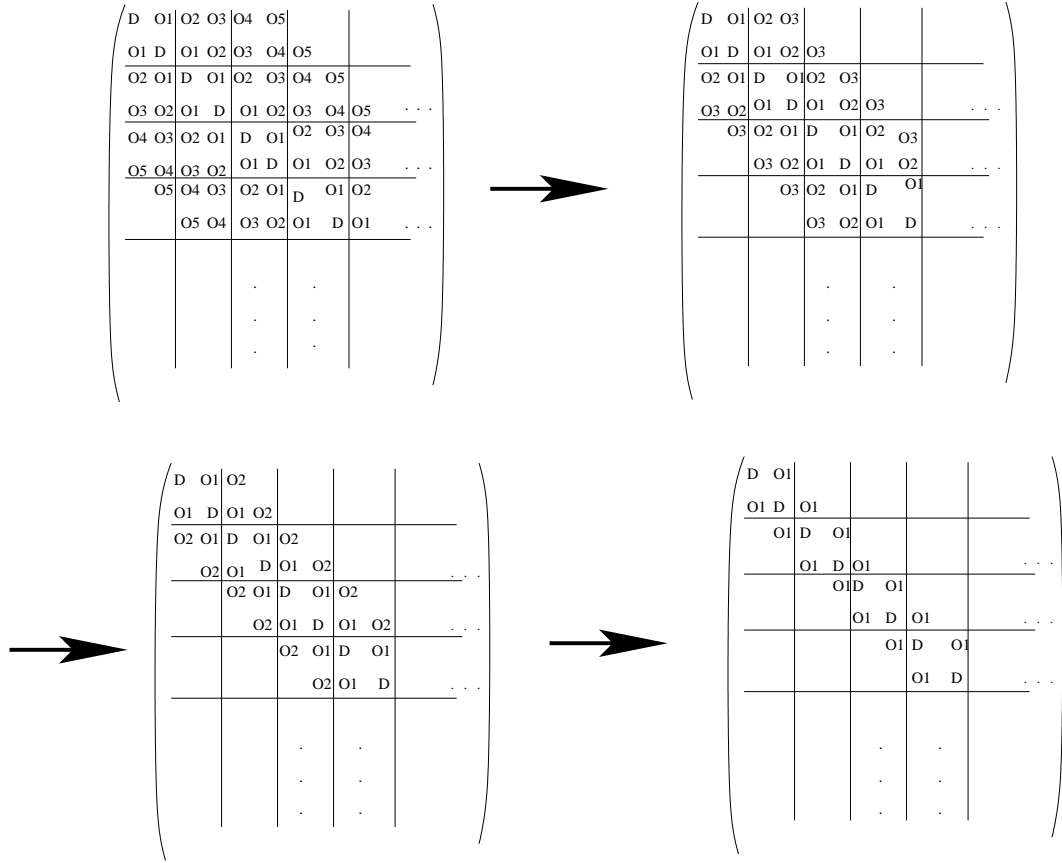 D O1 O2 O3 O4 O5
O1 D O1 O2 O3 O4 O5
O2 O1 D O1 O2 O3 O4 O5
O3 O2 O1 D O1 O2 O3 O4 O5 . . .
O4 O3 O2 O1 D O1 O2 O3 O4
O5 O4 O3 O2 O1 D O1 O2 O3 . . .
O5 O4 O3 O2 O1 D O1 O2
O5 O4 O3 O2 O1 D O1 . . .
. .
. .
. .
D O1 O2 O3
O1 D O1 O2 O3
O2 O1 D O1 O2 O3
O3 O2 O1 D O1 O2 O3 . . .
O3 O2 O1 D O1 O2 O3
O3 O2 O1 D O1 O2 . . .
O3 O2 O1 D O1
O3 O2 O1 D . . .
. .
. .
. .
D O1 O2
O1 D O1 O2
O2 O1 D O1 O2
O2 O1 D O1 O2 . . .
O2 O1 D O1 O2
O2 O1 D O1 O2 . . .
O2 O1 D O1
O2 O1 D . . .
. .
. .
. .
D O1
O1 D O1
O1 D O1
O1 D O1 . . .
O1 D O1
O1 D O1 . . .
O1 D O1
O1 D . . .
. .
. .
. .